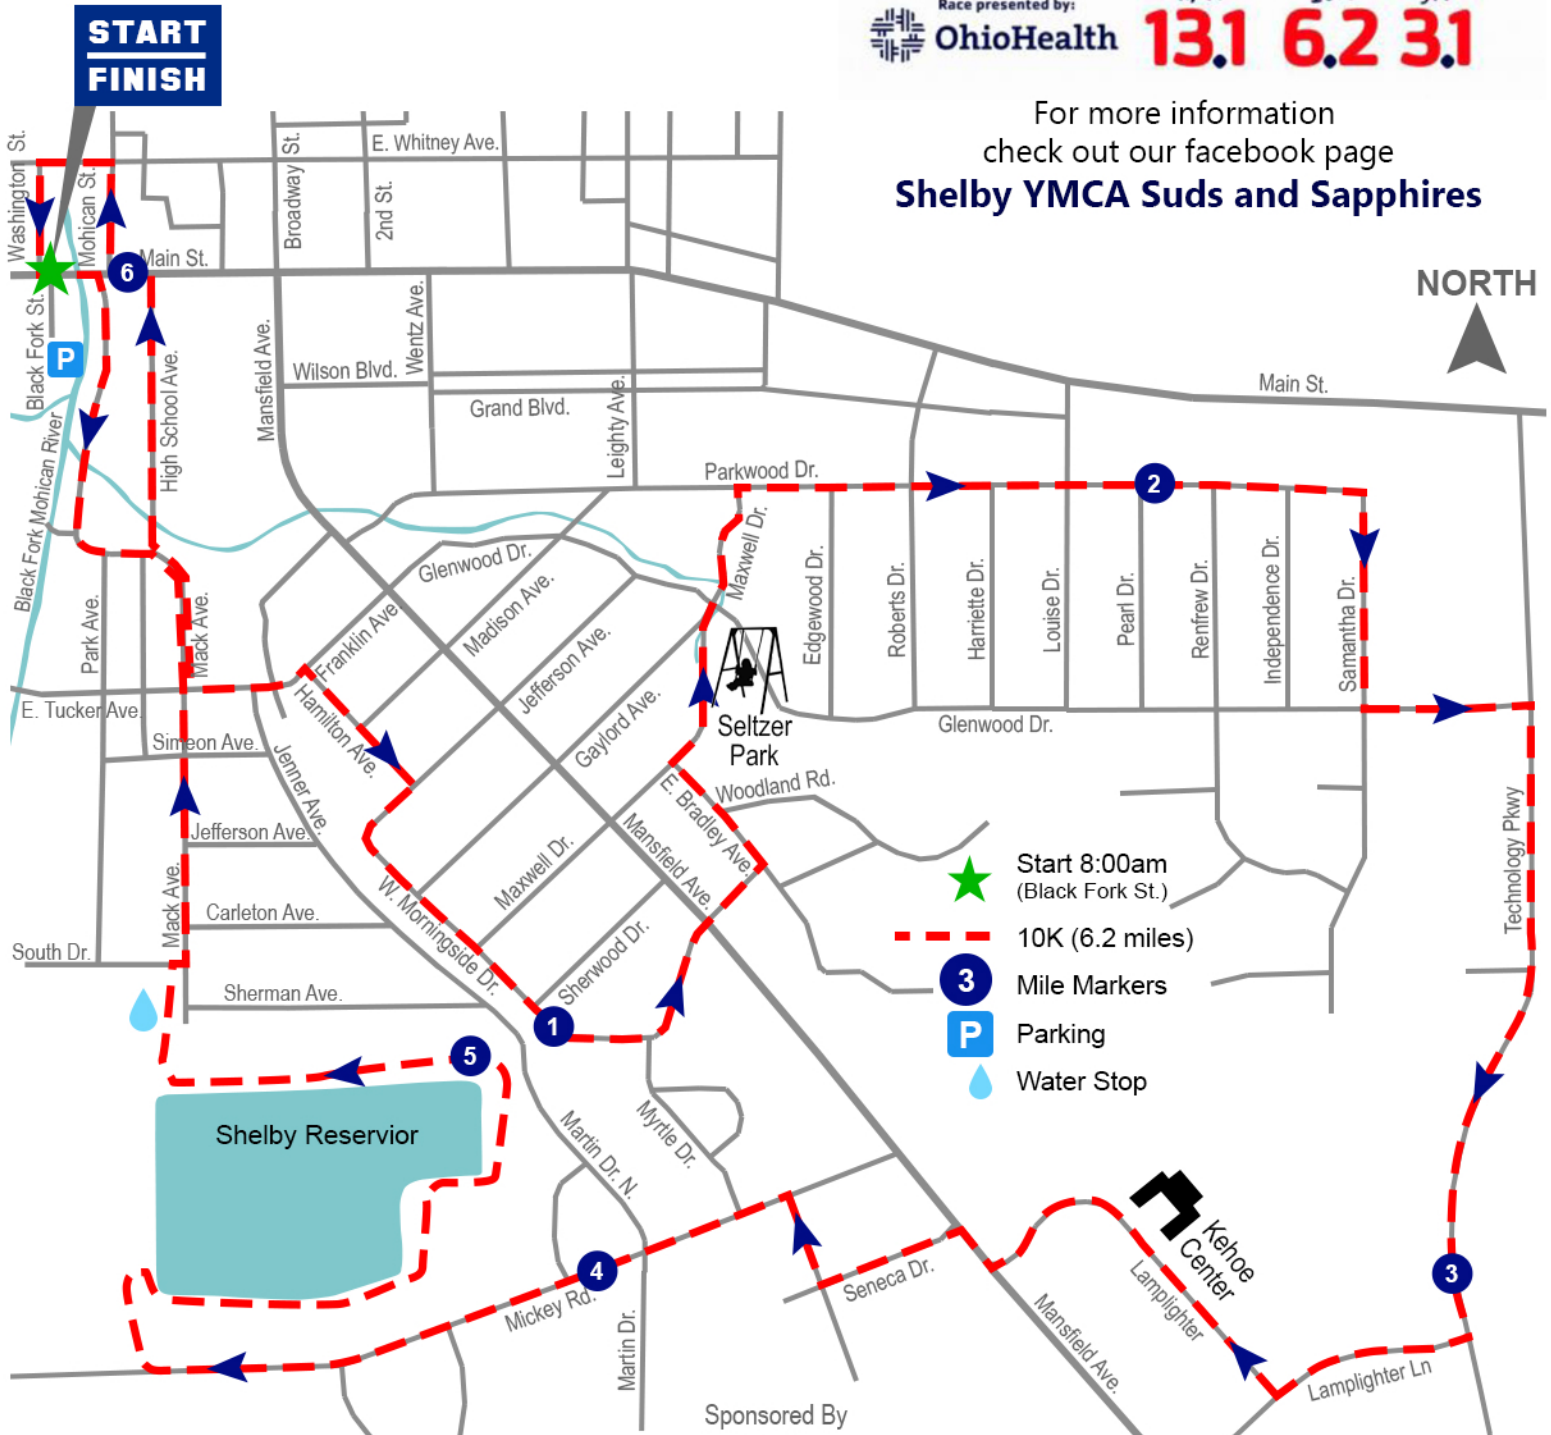 START
FINISH
Race presented by:
OhioHealth
13.1 6.2 3.1
For more information
check out our facebook page
Shelby YMCA Suds and Sapphires
NORTH
Washington St.
Mohican St.
Broadway St.
2nd St.
E. Whitney Ave.
6
Main St.
Black Fork St.
P
High School Ave.
Mansfield Ave.
Wentz Ave.
Wilson Blvd.
Grand Blvd.
Leighty Ave.
Main St.
Black Fork Mohican River
Parkwood Dr.
2
Maxwell Dr.
Edgewood Dr.
Roberts Dr.
Harriette Dr.
Louise Dr.
Pearl Dr.
Renfrew Dr.
Independence Dr.
Samantha Dr.
Glenwood Dr.
Madison Ave.
Franklin Ave.
Jefferson Ave.
Gaylord Ave.
Park Ave.
Mack Ave.
E. Tucker Ave.
Simeon Ave.
Hamilton Ave.
Jenner Ave.
Seltzer
Park
Glenwood Dr.
Woodland Rd.
E. Bradley Ave.
Mansfield Ave.
Maxwell Dr.
Jefferson Ave.
W. Morningside Dr.
Sherwood Dr.
Mack Ave.
Carleton Ave.
South Dr.
Sherman Ave.
1
Technology Pkwy
Start 8:00am
(Black Fork St.)
10K (6.2 miles)
3
Mile Markers
P
Parking
Water Stop
5
Shelby Reservior
Martin Dr. N.
Myrtle Dr.
4
Mickey Rd.
Martin Dr.
Seneca Dr.
Mansfield Ave.
Kehoe
Center
Lamplighter
3
Lamplighter Ln
Sponsored By